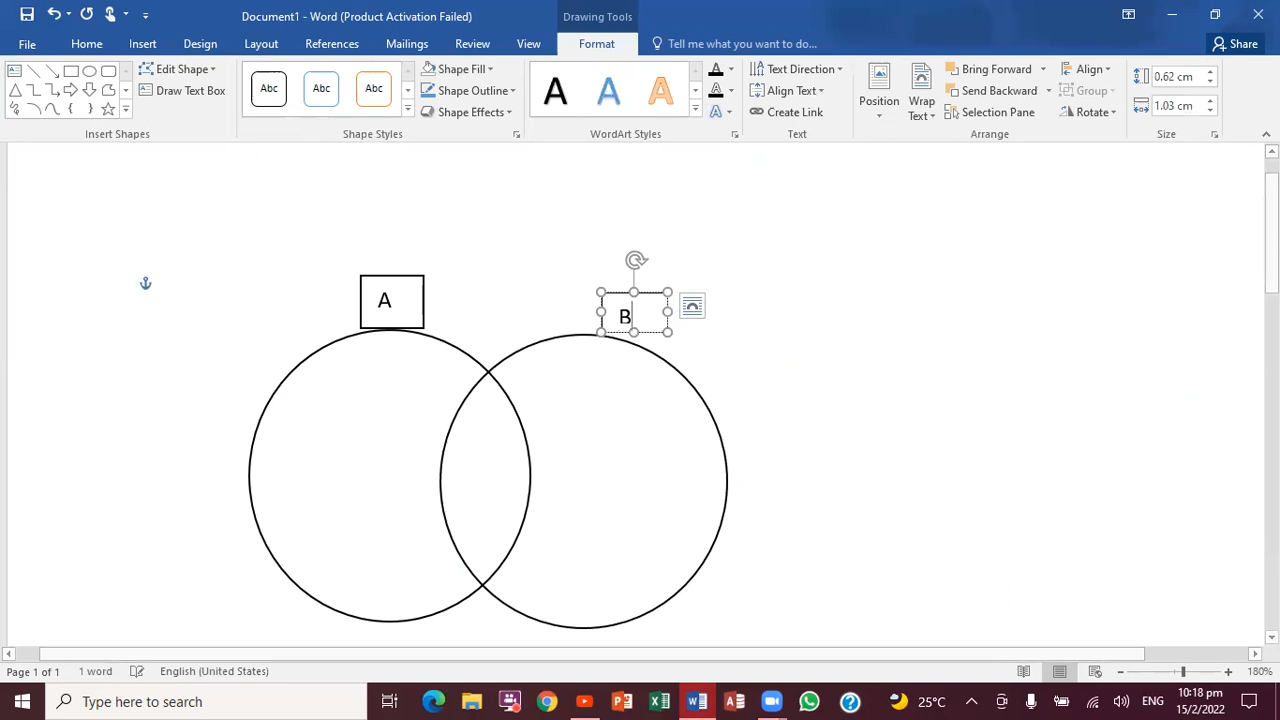 Document1 - Word (Product Activation Failed)
Drawing Tools
File Home Insert Design Layout References Mailings Review View Format Tell me what you want to do... Share
Edit Shape
Draw Text Box
Insert Shapes
Abc Abc Abc
Shape Fill
Shape Outline
Shape Effects
Shape Styles
A A A
A
WordArt Styles
Text Direction
Align Text
Create Link
Text
Position
Wrap Text
Bring Forward
Send Backward
Selection Pane
Align
Group
Rotate
Arrange
0.62 cm
1.03 cm
Size
A
B
Page 1 of 1 1 word English (United States) 180%
Type here to search
25°C
ENG
10:18 pm
15/2/2022